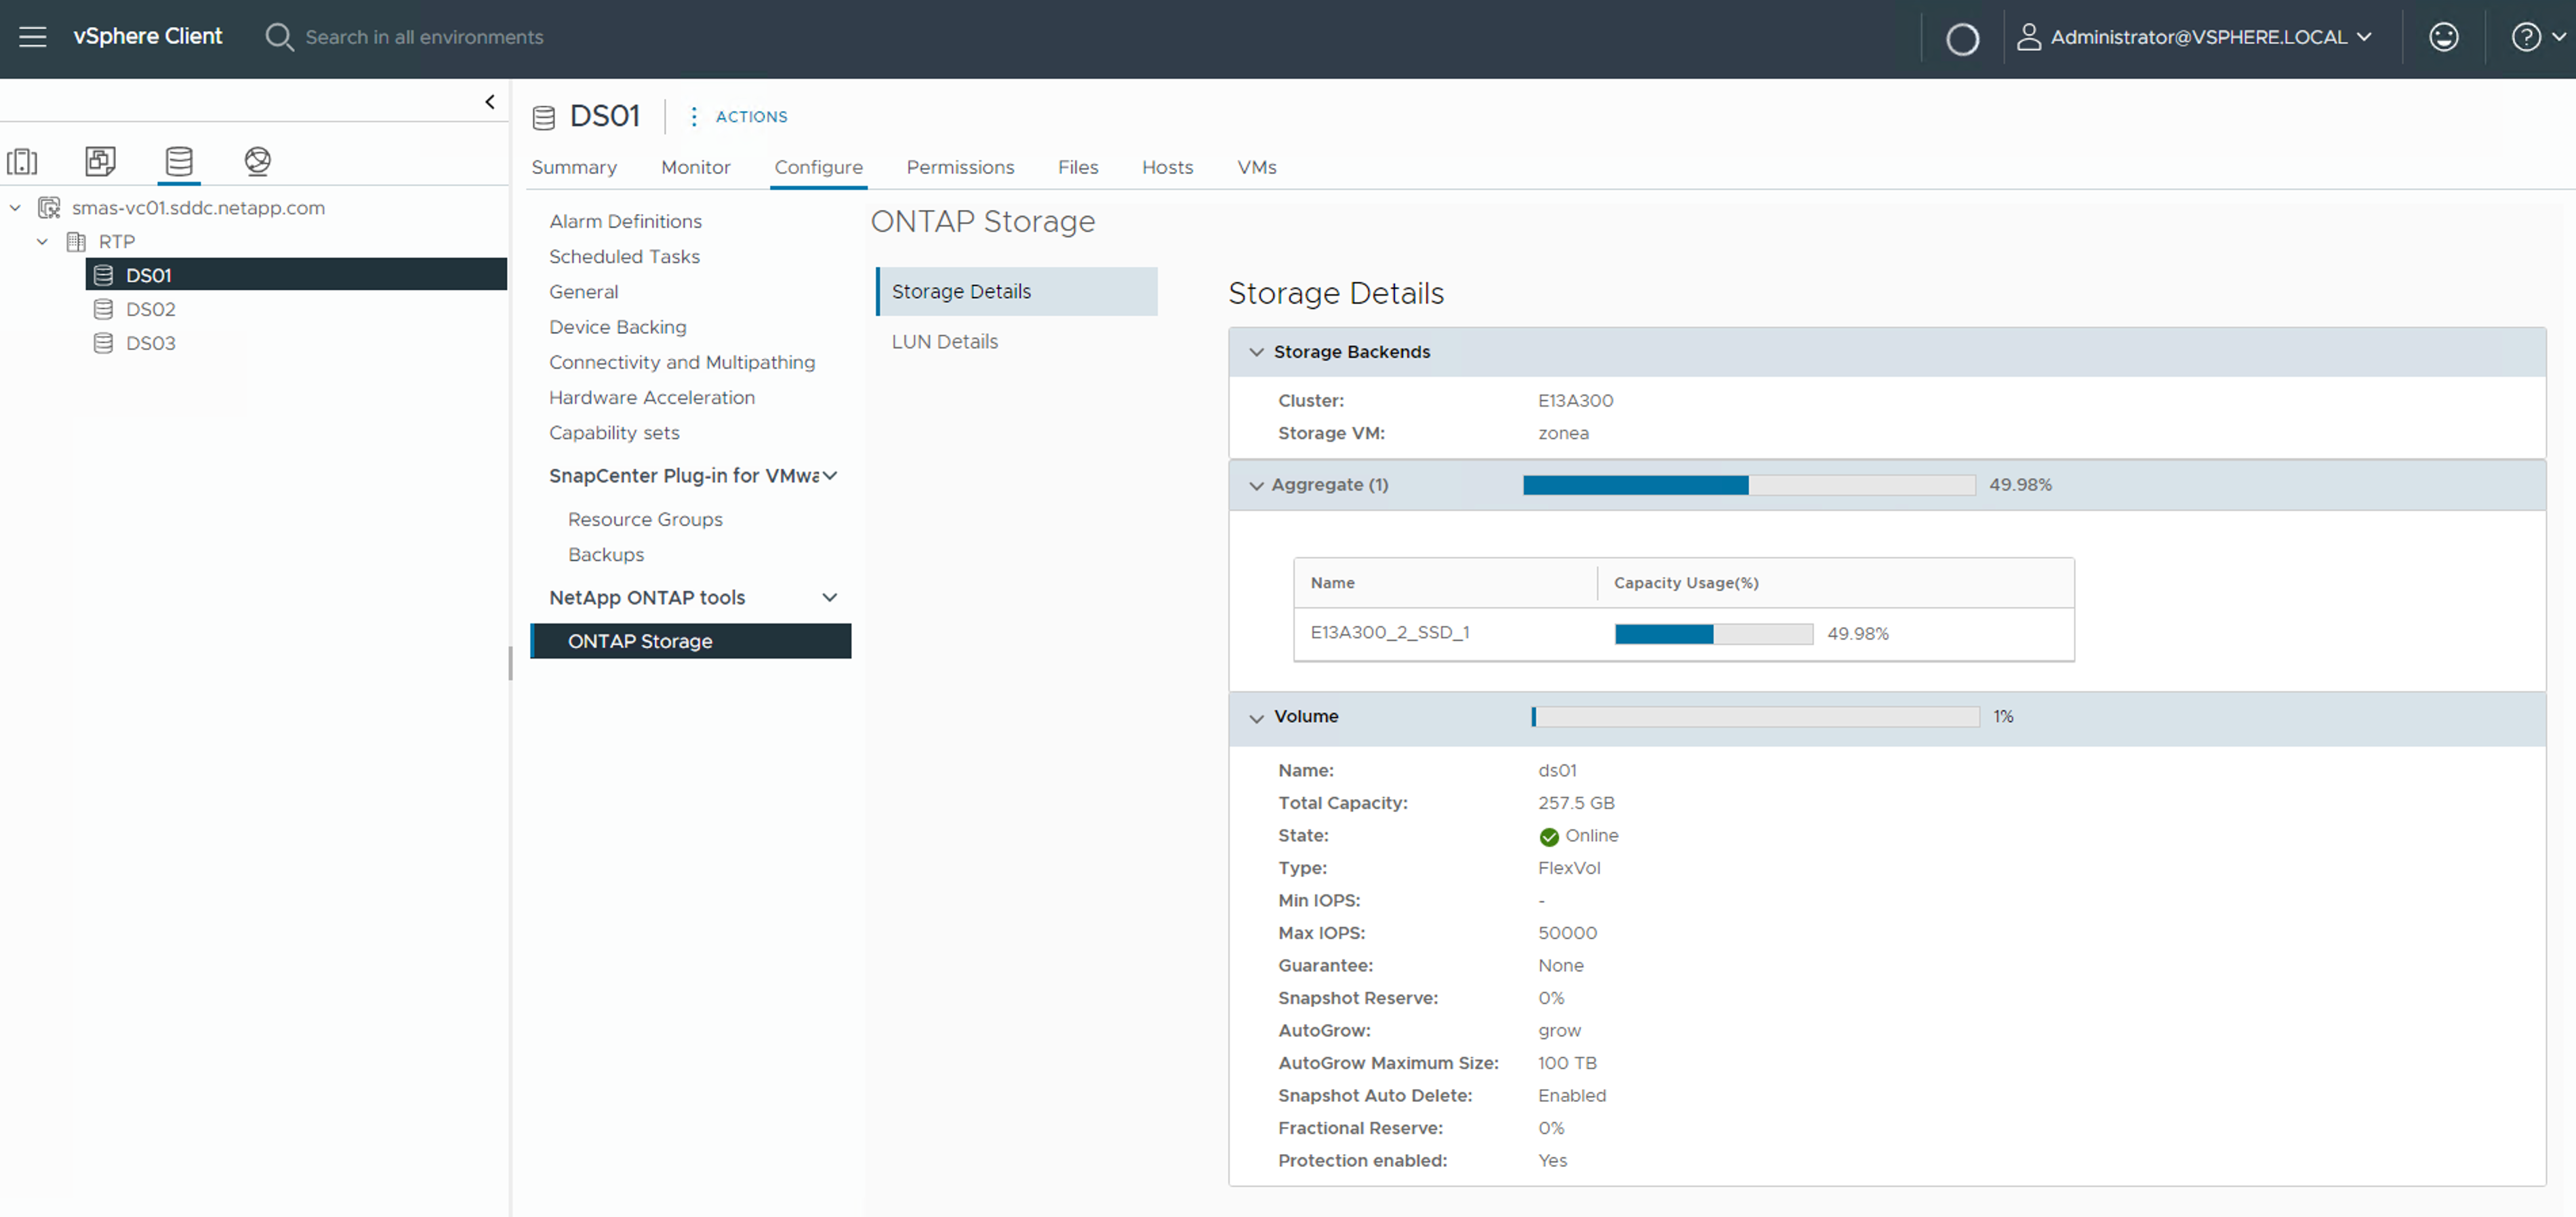 vSphere Client
Search in all environments
Administrator@VSPHERE.LOCAL
smas-vc01.sddc.netapp.com
RTP
DS01
DS02
DS03
DS01
ACTIONS
Summary Monitor Configure Permissions Files Hosts VMs
Alarm Definitions
Scheduled Tasks
General
Device Backing
Connectivity and Multipathing
Hardware Acceleration
Capability sets
SnapCenter Plug-in for VMwa
Resource Groups
Backups
NetApp ONTAP tools
ONTAP Storage
ONTAP Storage
Storage Details
LUN Details
Storage Details
Storage Backends
Cluster: E13A300
Storage VM: zonea
Aggregate (1) 49.98%
Name Capacity Usage(%)
E13A300_2_SSD_1 49.98%
Volume 1%
Name: ds01
Total Capacity: 257.5 GB
State: Online
Type: FlexVol
Min IOPS: -
Max IOPS: 50000
Guarantee: None
Snapshot Reserve: 0%
AutoGrow: grow
AutoGrow Maximum Size: 100 TB
Snapshot Auto Delete: Enabled
Fractional Reserve: 0%
Protection enabled: Yes